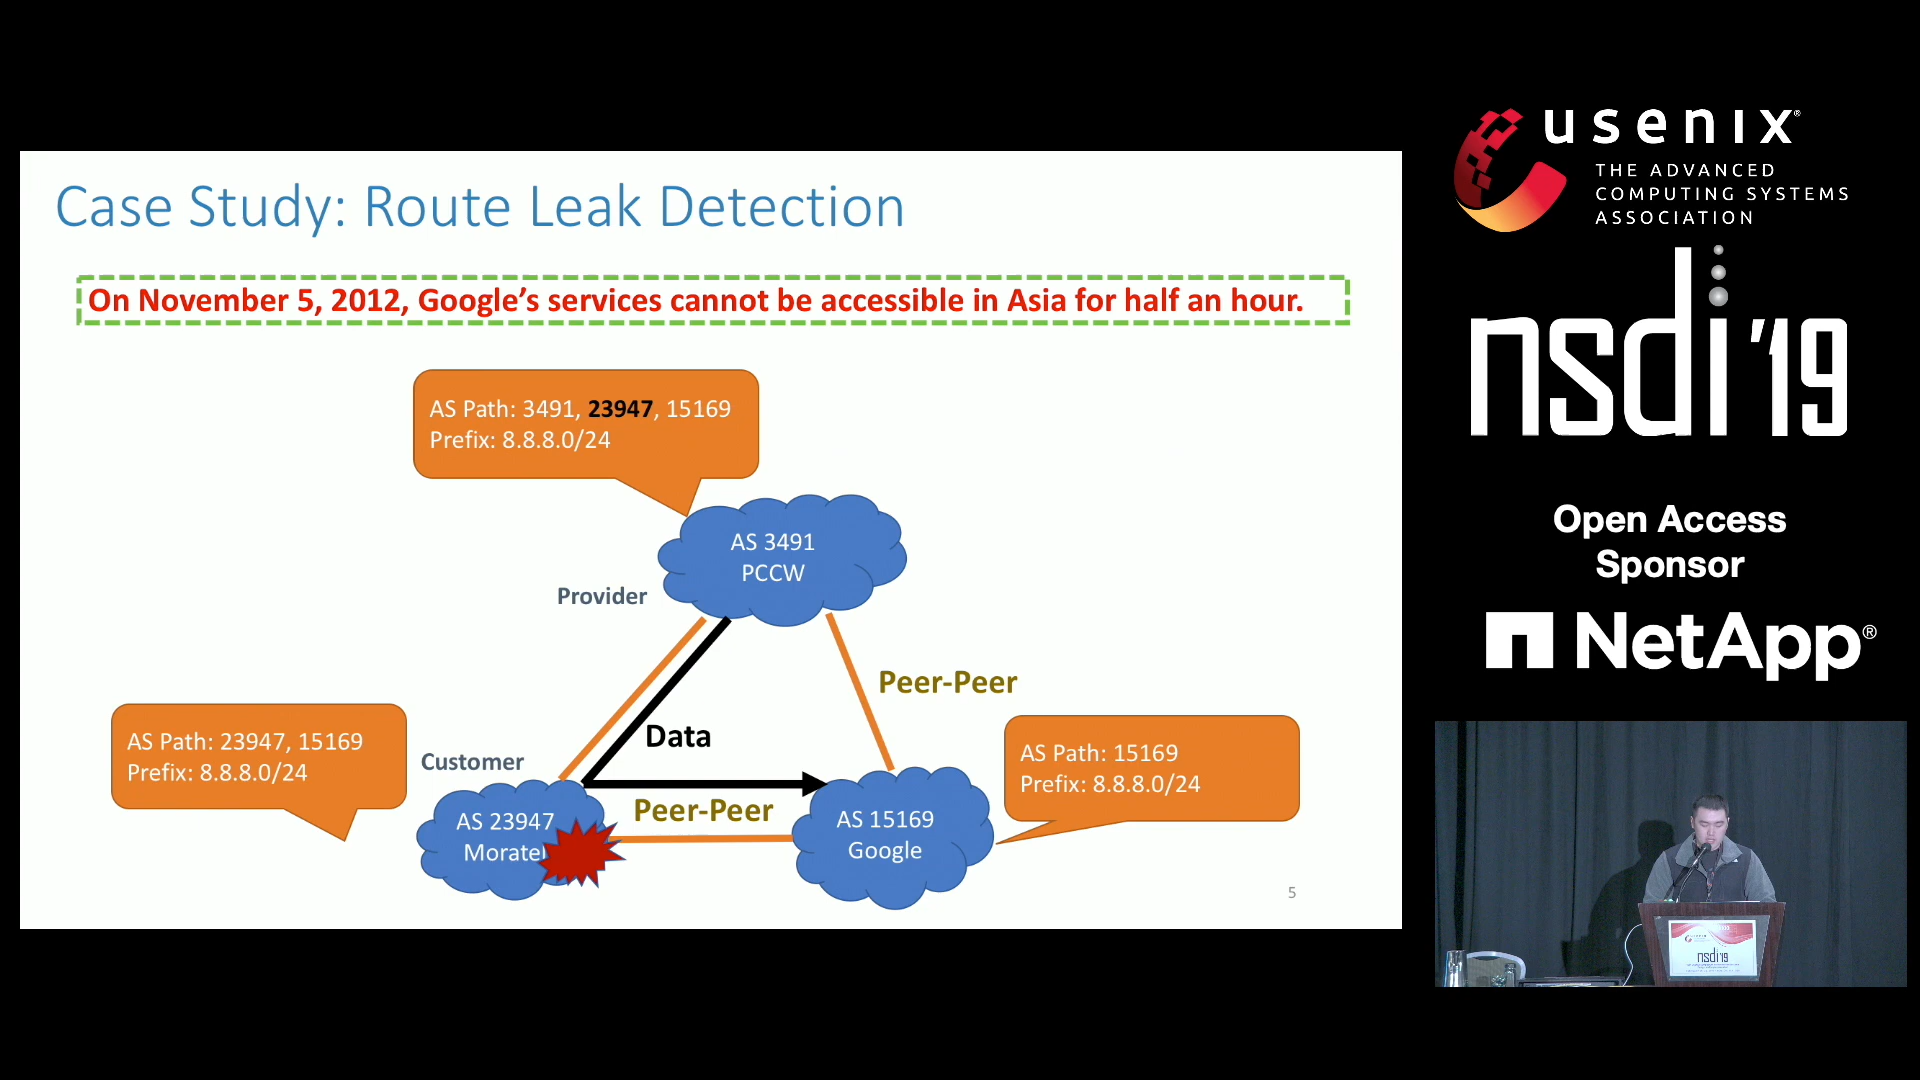 Case Study: Route Leak Detection
On November 5, 2012, Google's services cannot be accessible in Asia for half an hour.
AS Path: 3491, 23947, 15169
Prefix: 8.8.8.0/24
AS 3491
PCCW
Provider
Peer-Peer
Data
AS Path: 23947, 15169
Prefix: 8.8.8.0/24
Customer
AS Path: 15169
Prefix: 8.8.8.0/24
Peer-Peer
AS 23947
AS 15169
Google
5
usenix®
THE ADVANCED
COMPUTING SYSTEMS
ASSOCIATION
nsdi '19
Open Access
Sponsor
NetApp®
nsdi'19